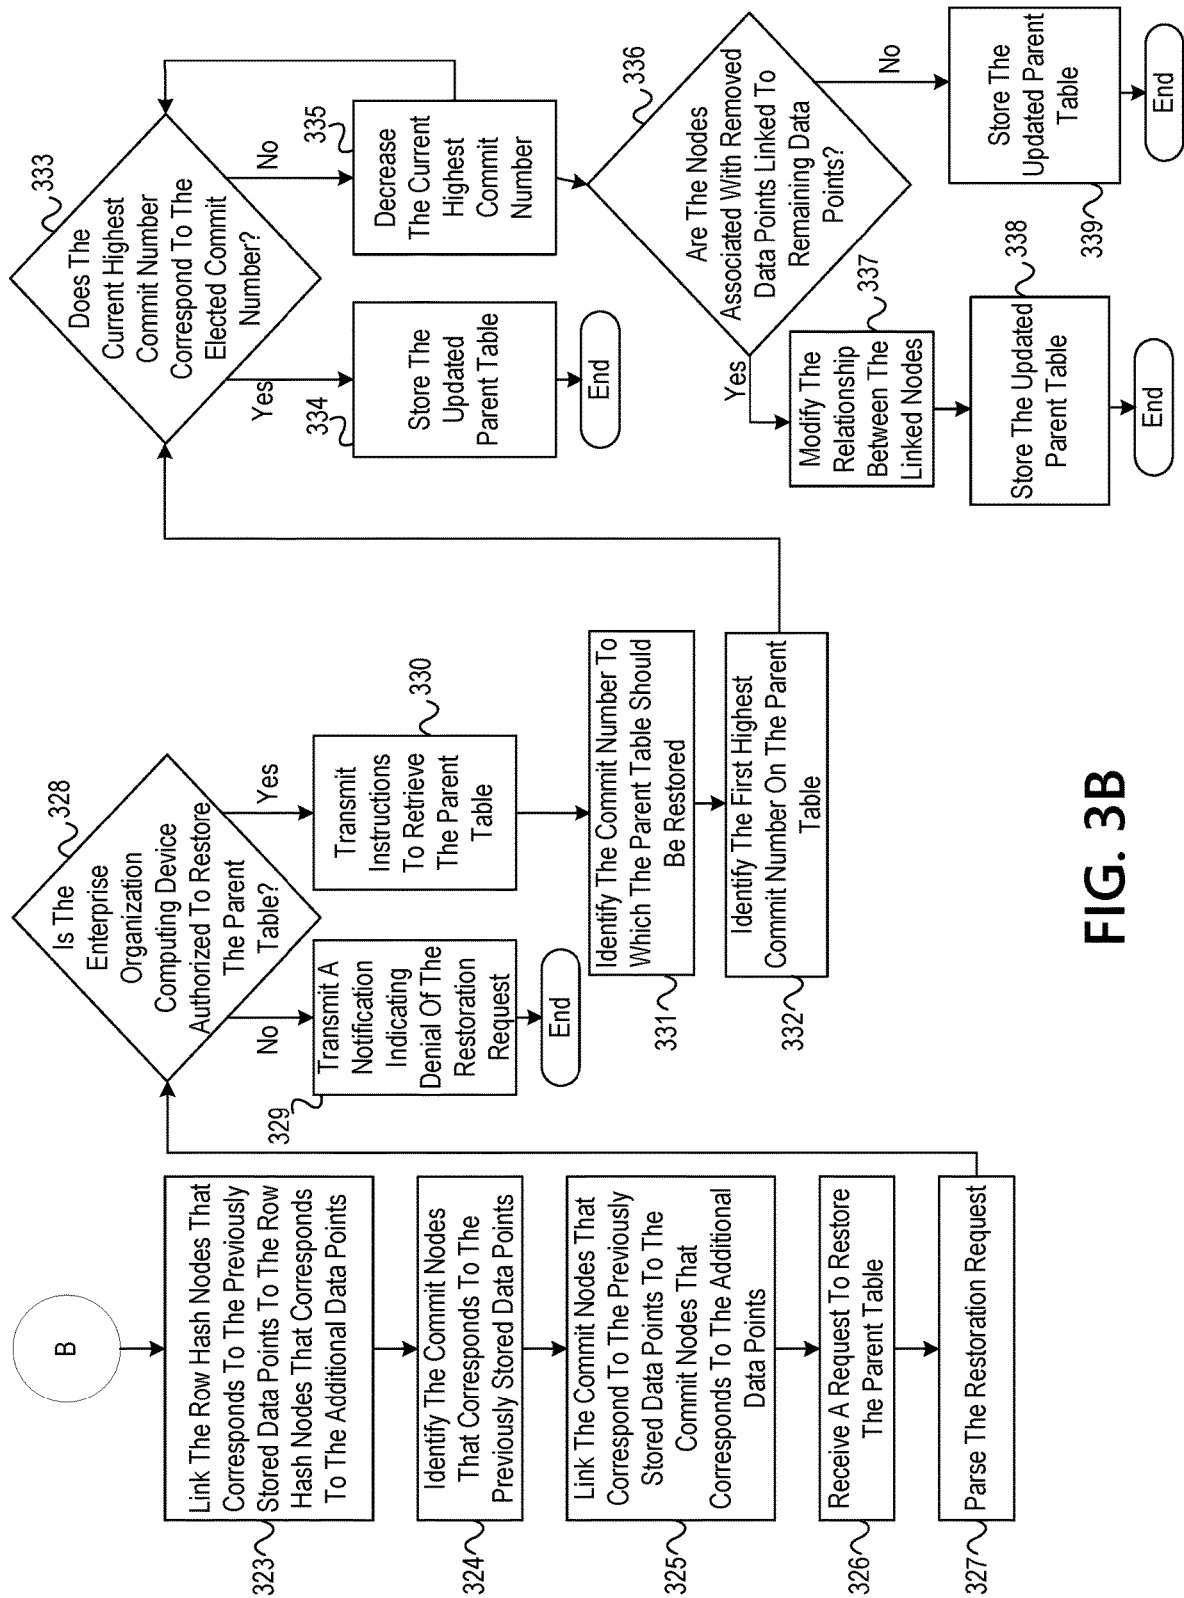 B
Link The Row Hash Nodes That
Corresponds To The Previously
Stored Data Points To The Row
Hash Nodes That Corresponds
To The Additional Data Points
323
Identify The Commit Nodes
That Corresponds To The
Previously Stored Data Points
324
Link The Commit Nodes That
Correspond To The Previously
Stored Data Points To The
Commit Nodes That
Corresponds To The Additional
Data Points
325
Receive A Request To Restore
The Parent Table
326
Parse The Restoration Request
327
Is The
Enterprise
Organization
Computing Device
Authorized To Restore
The Parent
Table?
328
No
Yes
Transmit A
Notification
Indicating
Denial Of The
Restoration
Request
329
End
Transmit
Instructions
To Retrieve
The Parent
Table
330
Identify The Commit Number To
Which The Parent Table Should
Be Restored
331
Identify The First Highest
Commit Number On The Parent
Table
332
Does The
Current Highest
Commit Number
Correspond To The
Elected Commit
Number?
333
Yes
No
Store The
Updated
Parent Table
334
End
Decrease
The Current
Highest
Commit
Number
335
Are The Nodes
Associated With Removed
Data Points Linked To
Remaining Data
Points?
336
Yes
No
Modify The
Relationship
Between The
Linked Nodes
337
Store The Updated
Parent Table
338
End
Store The
Updated Parent
Table
339
End
FIG. 3B